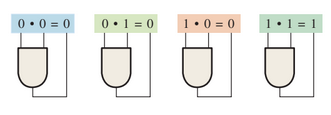 0 • 0 = 0
0 • 1 = 0
1 • 0 = 0
1 • 1 = 1